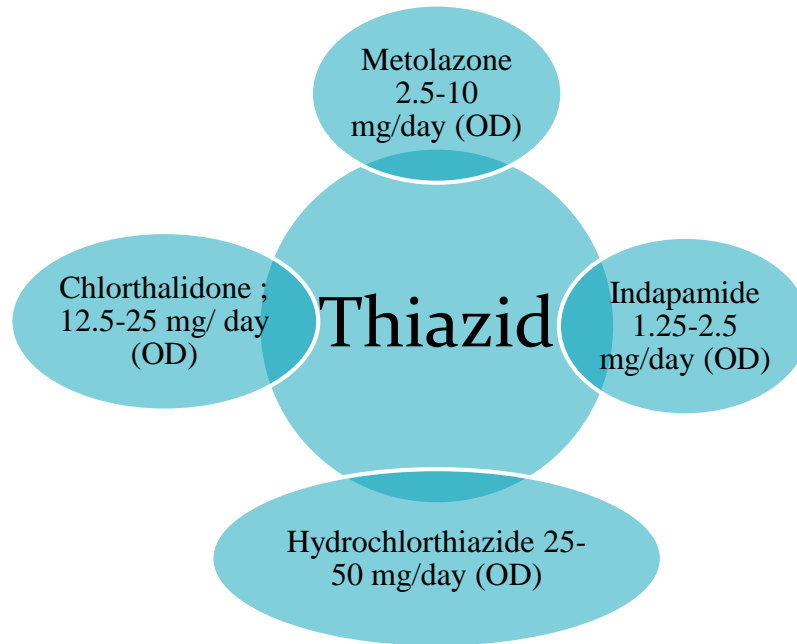 Metolazone
2.5-10
mg/day (OD)
Chlorthalidone ;
12.5-25 mg/ day
(OD)
Thiazid
Indapamide
1.25-2.5
mg/day (OD)
Hydrochlorthiazide 25-
50 mg/day (OD)